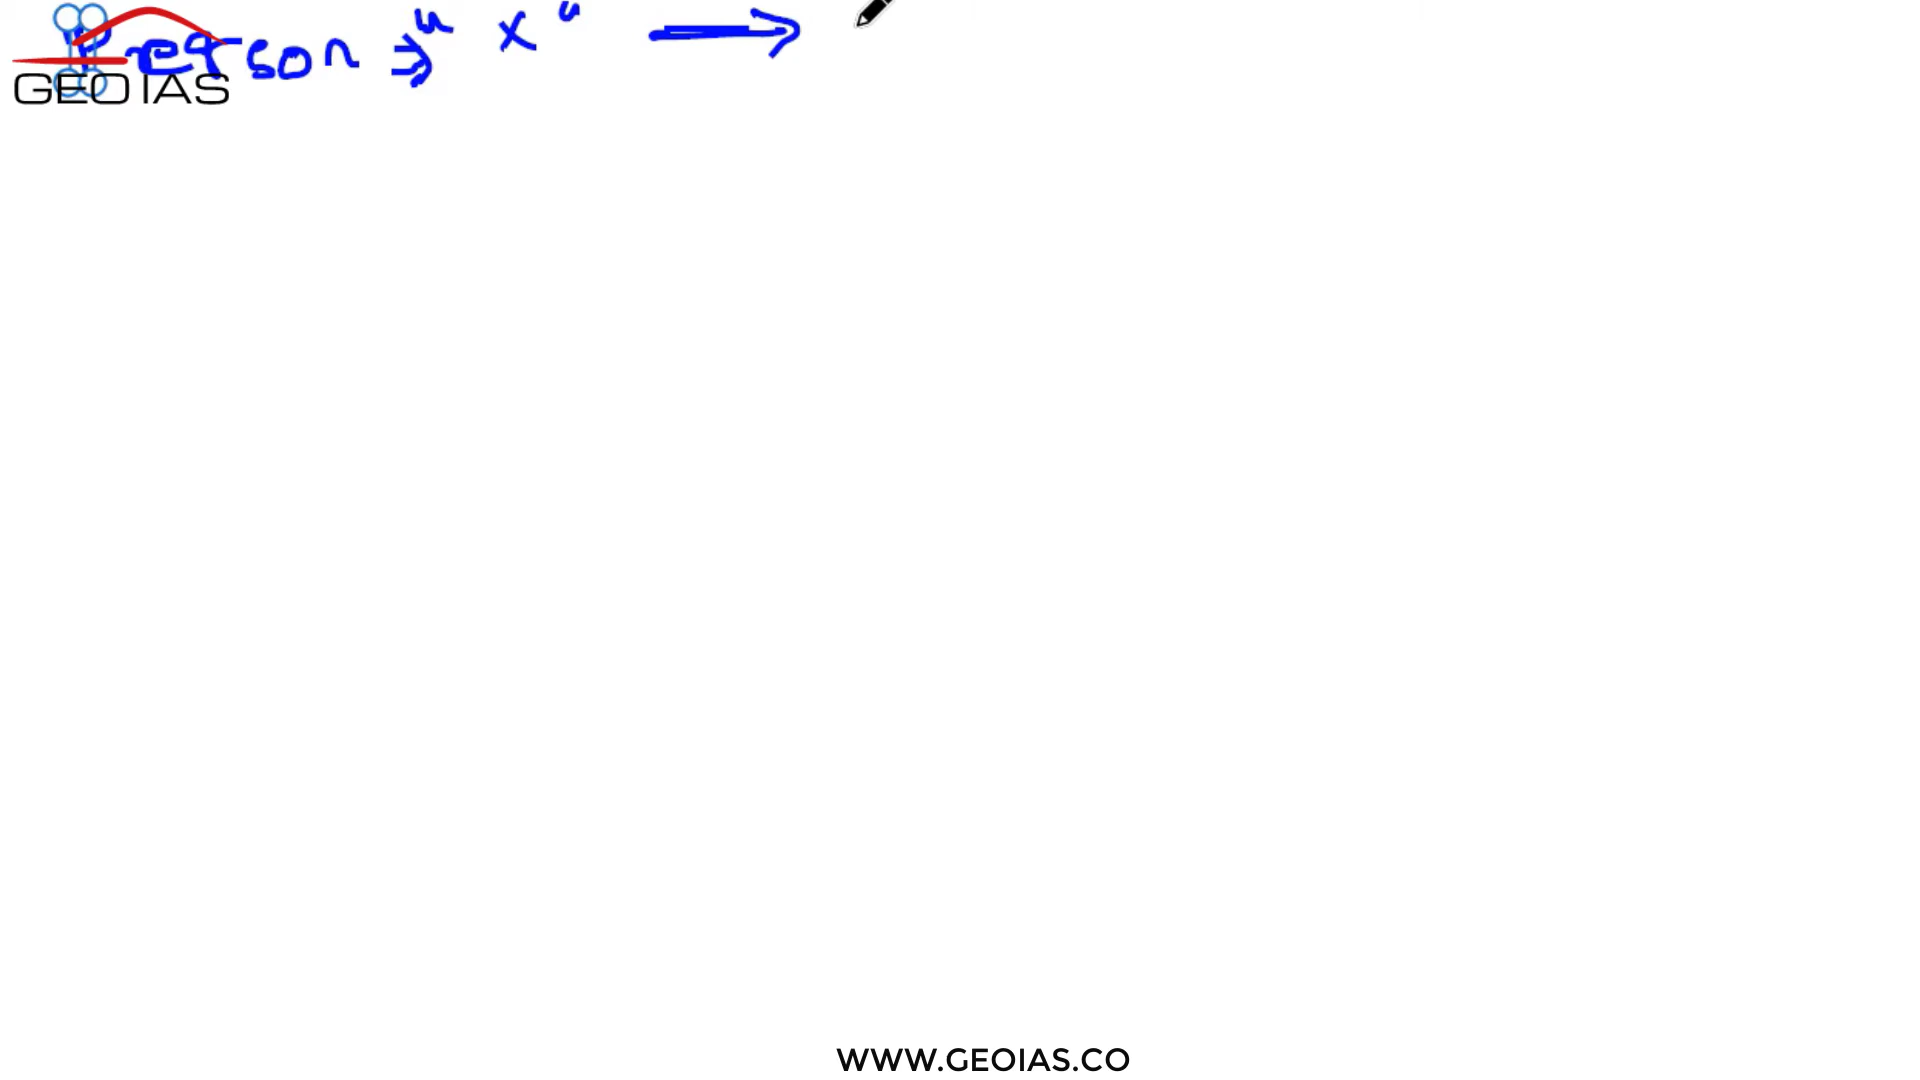 Person ⇒ " x " ⟶
GEO IAS
WWW.GEOIAS.CO